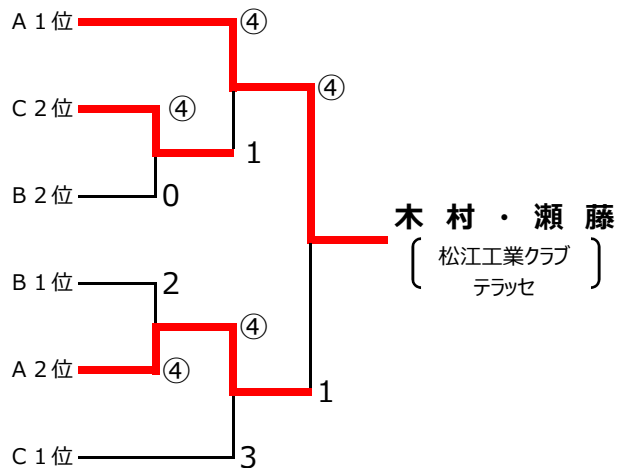 A1位 ④
C2位 ④ ④
1
B2位 0
木 村 ・ 瀬 藤
松江工業クラブ
テラッセ
B1位 2
④
A2位 ④
1
C1位 3